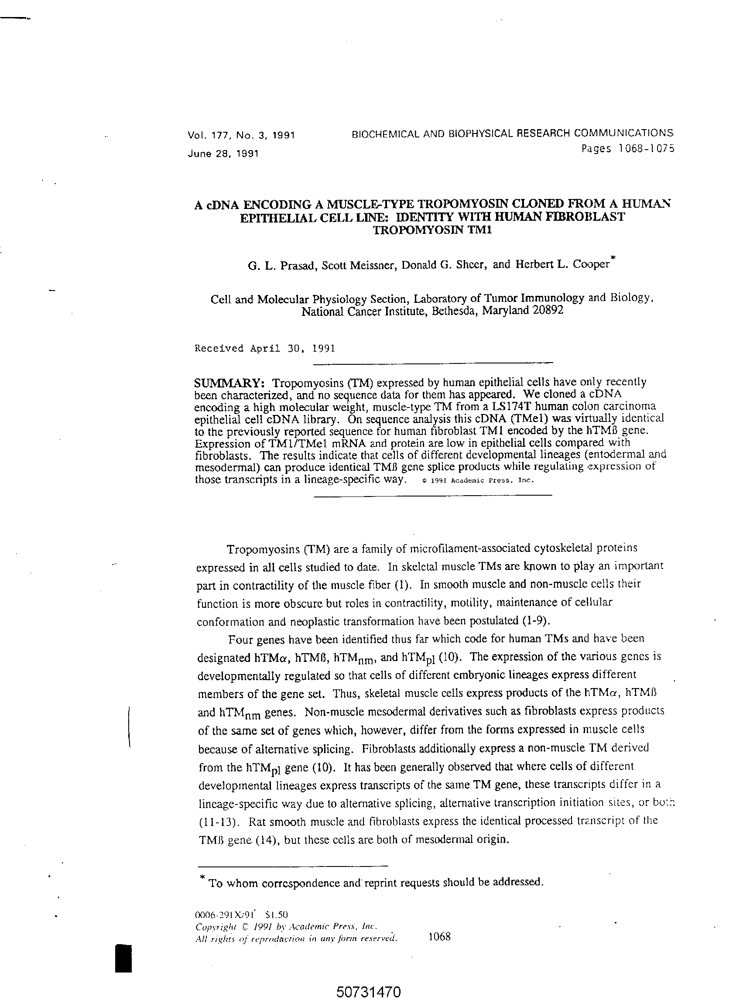 Vol. 177, No. 3, 1991
BIOCHEMICAL AND BIOPHYSICAL RESEARCH COMMUNICATIONS
June 28, 1991
Pages 1068-1075
A cDNA ENCODING A MUSCLE-TYPE TROPOMYOSIN CLONED FROM A HUMAN
EPITHELIAL CELL LINE: IDENTITY WITH HUMAN FIBROBLAST
TROPOMYOSIN TM1
G. L. Prasad, Scott Meissner, Donald G. Sheer, and Herbert L. Cooper*
Cell and Molecular Physiology Section, Laboratory of Tumor Immunology and Biology,
National Cancer Institute, Bethesda, Maryland 20892
Received April 30, 1991
SUMMARY: Tropomyosins (TM) expressed by human epithelial cells have only recently
been characterized, and no sequence data for them has appeared. We cloned a cDNA
encoding a high molecular weight, muscle-type TM from a LS174T human colon carcinoma
epithelial cell cDNA library. On sequence analysis this cDNA (TMe1) was virtually identical
to the previously reported sequence for human fibroblast TM1 encoded by the hTMß gene.
Expression of TM1/TMe1 mRNA and protein are low in epithelial cells compared with
fibroblasts. The results indicate that cells of different developmental lineages (entodermal and
mesodermal) can produce identical TMß gene splice products while regulating expression of
those transcripts in a lineage-specific way. © 1991 Academic Press, Inc.
Tropomyosins (TM) are a family of microfilament-associated cytoskeletal proteins
expressed in all cells studied to date. In skeletal muscle TMs are known to play an important
part in contractility of the muscle fiber (1). In smooth muscle and non-muscle cells their
function is more obscure but roles in contractility, motility, maintenance of cellular
conformation and neoplastic transformation have been postulated (1-9).
Four genes have been identified thus far which code for human TMs and have been
designated hTMα, hTMß, hTMnm, and hTMpl (10). The expression of the various genes is
developmentally regulated so that cells of different embryonic lineages express different
members of the gene set. Thus, skeletal muscle cells express products of the hTMα, hTMß
and hTMnm genes. Non-muscle mesodermal derivatives such as fibroblasts express products
of the same set of genes which, however, differ from the forms expressed in muscle cells
because of alternative splicing. Fibroblasts additionally express a non-muscle TM derived
from the hTMpl gene (10). It has been generally observed that where cells of different
developmental lineages express transcripts of the same TM gene, these transcripts differ in a
lineage-specific way due to alternative splicing, alternative transcription initiation sites, or both
(11-13). Rat smooth muscle and fibroblasts express the identical processed transcript of the
TMß gene (14), but these cells are both of mesodermal origin.
* To whom correspondence and reprint requests should be addressed.
0006-291X/91 $1.50
Copyright © 1991 by Academic Press, Inc.
All rights of reproduction in any form reserved.
1068
50731470